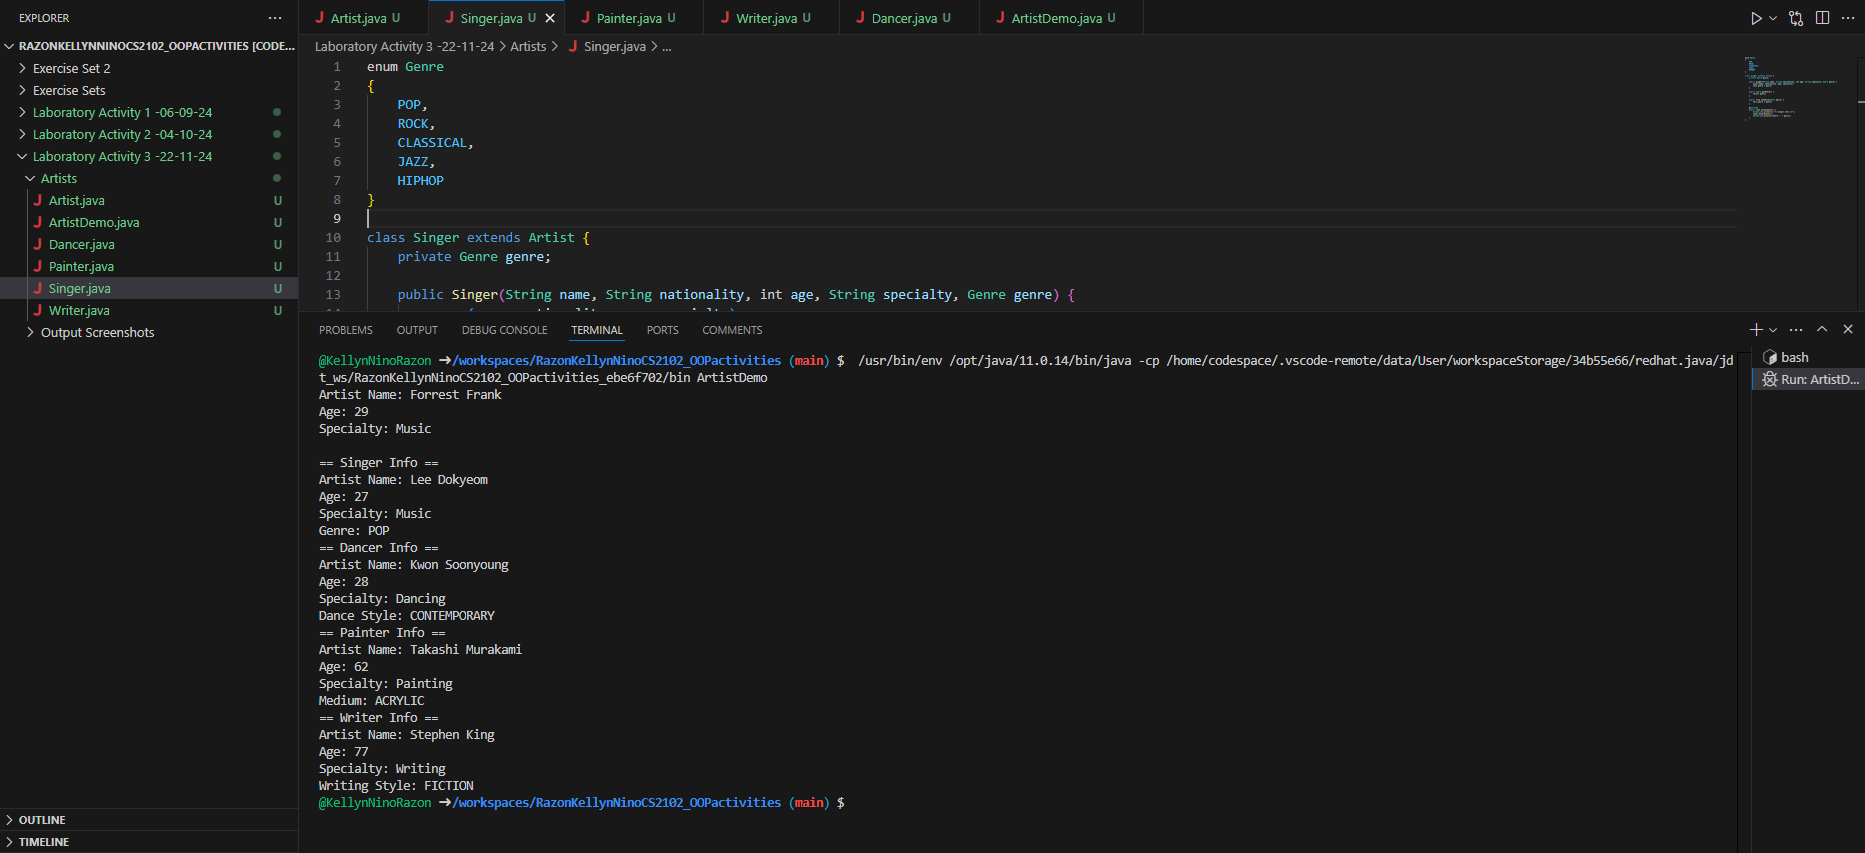 EXPLORER
RAZONKELLYNNINOCS2102_OOPACTIVITIES [CODE...
Exercise Set 2
Exercise Sets
Laboratory Activity 1 -06-09-24
Laboratory Activity 2 -04-10-24
Laboratory Activity 3 -22-11-24
Artists
Artist.java U
ArtistDemo.java U
Dancer.java U
Painter.java U
Singer.java U
Writer.java U
Output Screenshots
OUTLINE
TIMELINE
Artist.java U Singer.java U Painter.java U Writer.java U Dancer.java U ArtistDemo.java U
Laboratory Activity 3 -22-11-24 > Artists > Singer.java > ...
1 enum Genre
2 {
3 POP,
4 ROCK,
5 CLASSICAL,
6 JAZZ,
7 HIPHOP
8 }
9
10 class Singer extends Artist {
11 private Genre genre;
12
13 public Singer(String name, String nationality, int age, String specialty, Genre genre) {
PROBLEMS OUTPUT DEBUG CONSOLE TERMINAL PORTS COMMENTS
@KellynNinoRazon ➜/workspaces/RazonKellynNinoCS2102_OOPactivities (main) $ /usr/bin/env /opt/java/11.0.14/bin/java -cp /home/codespace/.vscode-remote/data/User/workspaceStorage/34b55e66/redhat.java/jd
t_ws/RazonKellynNinoCS2102_OOPactivities_ebe6f702/bin ArtistDemo
Artist Name: Forrest Frank
Age: 29
Specialty: Music
== Singer Info ==
Artist Name: Lee Dokyeom
Age: 27
Specialty: Music
Genre: POP
== Dancer Info ==
Artist Name: Kwon Soonyoung
Age: 28
Specialty: Dancing
Dance Style: CONTEMPORARY
== Painter Info ==
Artist Name: Takashi Murakami
Age: 62
Specialty: Painting
Medium: ACRYLIC
== Writer Info ==
Artist Name: Stephen King
Age: 77
Specialty: Writing
Writing Style: FICTION
@KellynNinoRazon ➜/workspaces/RazonKellynNinoCS2102_OOPactivities (main) $
bash
Run: ArtistD...